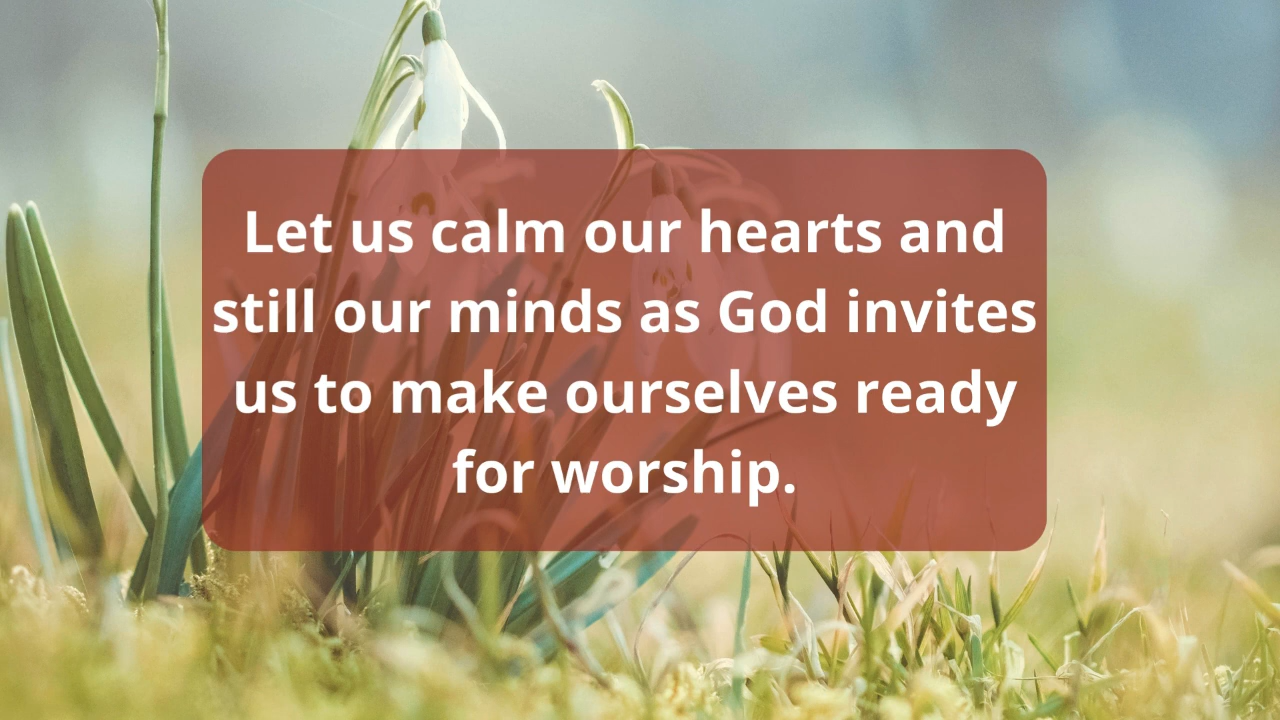 Let us calm our hearts and
still our minds as God invites
us to make ourselves ready
for worship.